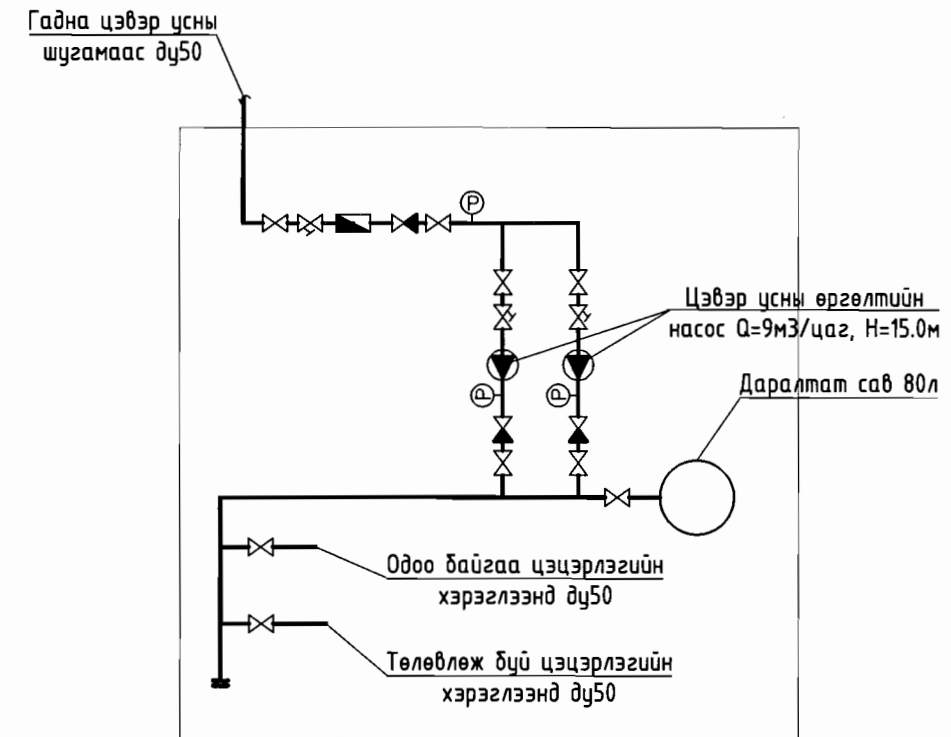 Гадна цэвэр усны
шугамаас ду50
P
Цэвэр усны өргөлтийн
насос Q=9м3/цаг, H=15.0м
P
P
Даралтат сав 80л
Одоо байгаа цэцэрлэгийн
хэрэглээнд ду50
Төлөвлөж буй цэцэрлэгийн
хэрэглээнд ду50